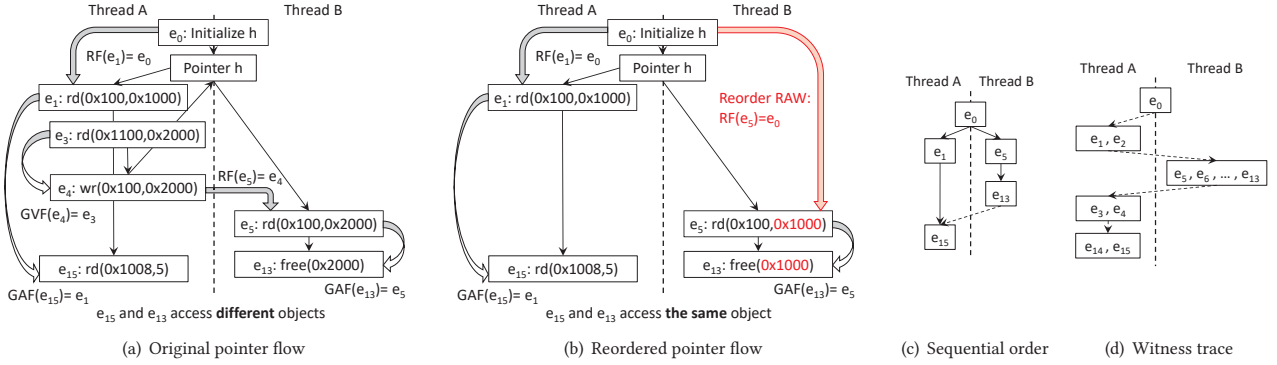 Thread A Thread B
e₀: Initialize h
RF(e₁)= e₀
Pointer h
e₁: rd(0x100,0x1000)
e₃: rd(0x1100,0x2000)
e₄: wr(0x100,0x2000)
RF(e₅)= e₄
GVF(e₄)= e₃
e₅: rd(0x100,0x2000)
e₁₅: rd(0x1008,5)
e₁₃: free(0x2000)
GAF(e₁₅)= e₁
GAF(e₁₃)= e₅
e₁₅ and e₁₃ access different objects
(a) Original pointer flow
Thread A Thread B
e₀: Initialize h
RF(e₁)= e₀
Pointer h
e₁: rd(0x100,0x1000)
Reorder RAW:
RF(e₅)=e₀
e₅: rd(0x100,0x1000)
e₁₅: rd(0x1008,5)
e₁₃: free(0x1000)
GAF(e₁₅)= e₁
GAF(e₁₃)= e₅
e₁₅ and e₁₃ access the same object
(b) Reordered pointer flow
Thread A Thread B
e₀
e₁
e₅
e₁₃
e₁₅
(c) Sequential order
Thread A Thread B
e₀
e₁ , e₂
e₅, e₆, ... , e₁₃
e₃ , e₄
e₁₄ , e₁₅
(d) Witness trace